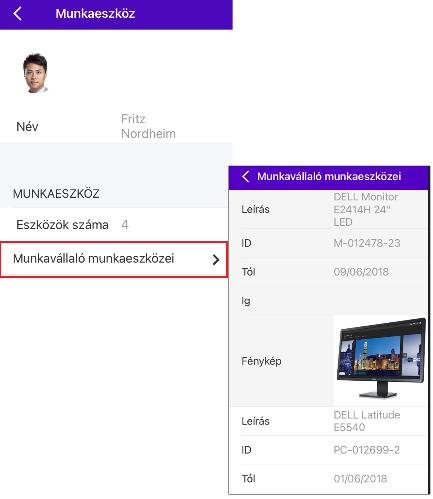 Munkaeszköz
Név
Fritz
Nordheim
MUNKAESZKÖZ
Eszközök száma 4
Munkavállaló munkaeszközei
Munkavállaló munkaeszközei
Leírás
DELL Monitor
E2414H 24"
LED
ID M-012478-23
Tól 09/06/2018
Ig
Fénykép
Leírás
DELL Latitude
E5540
ID PC-012699-2
Tól 01/06/2018